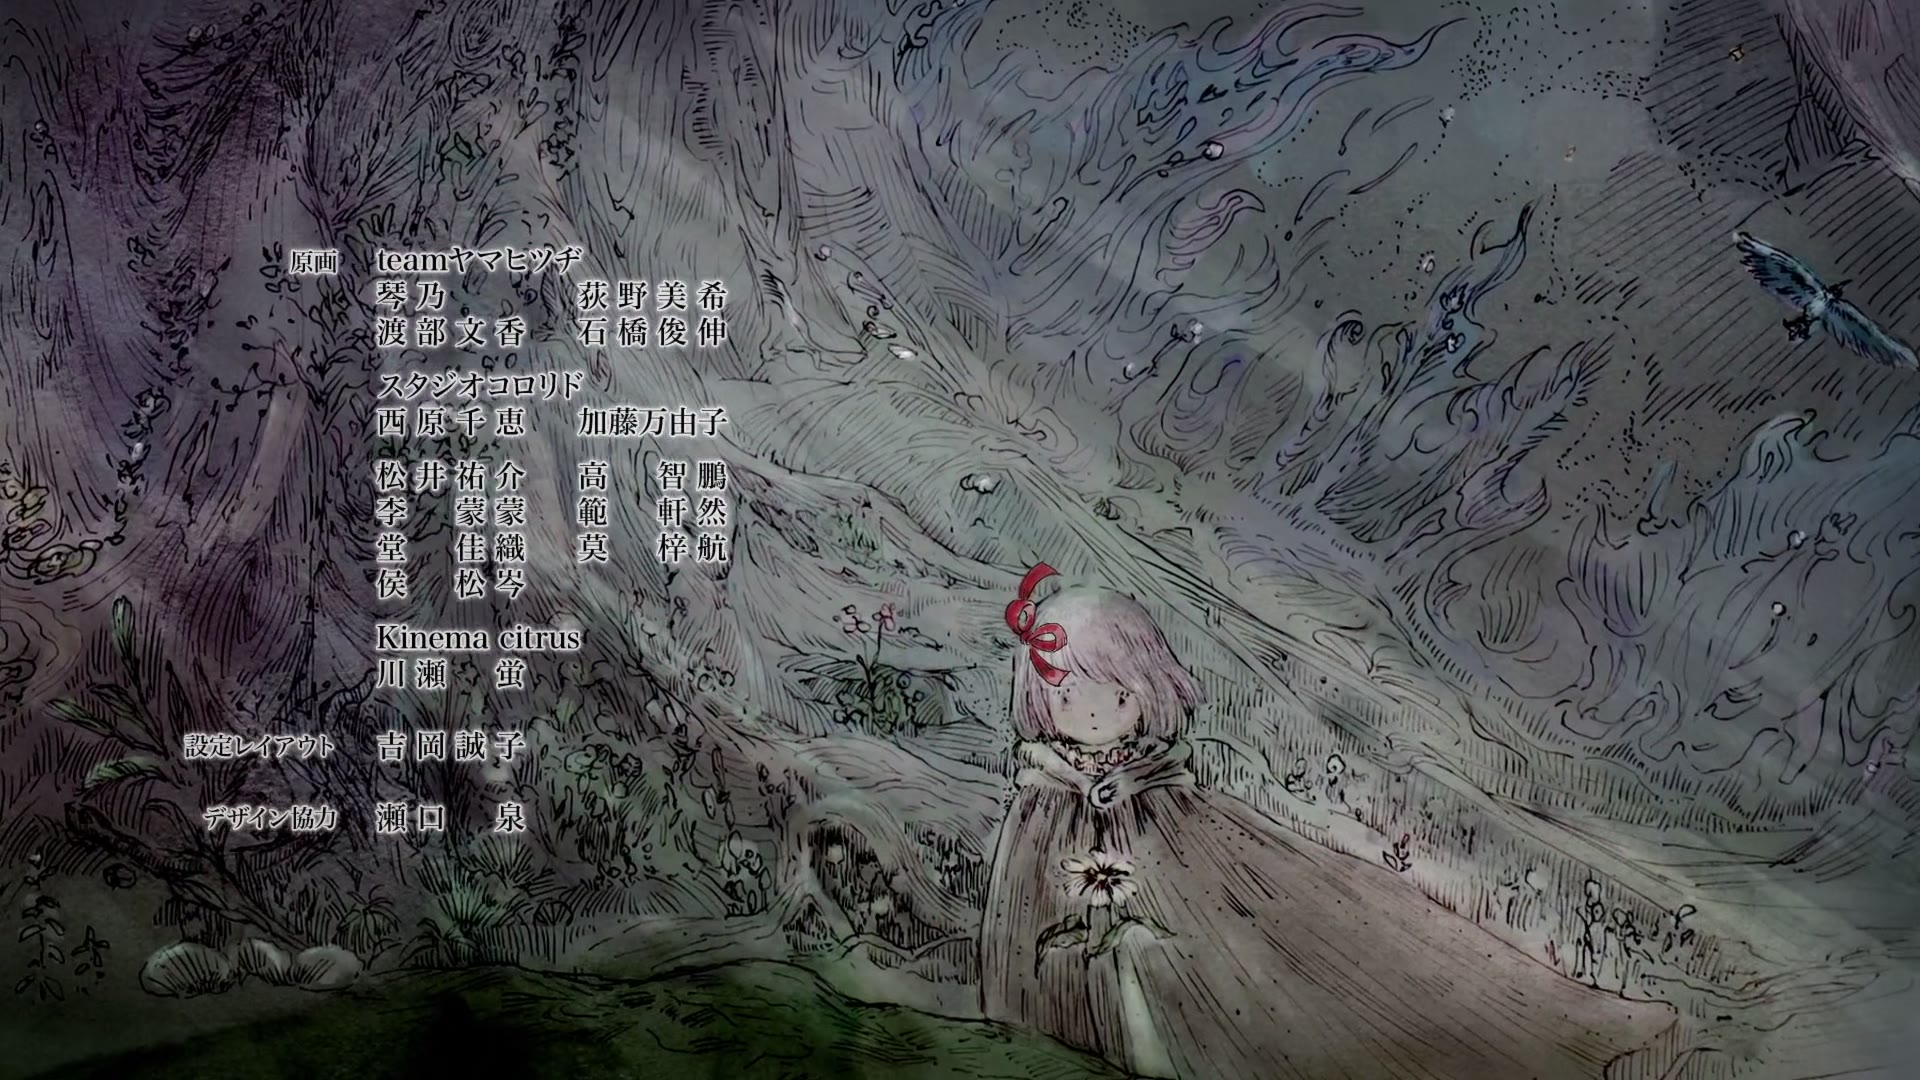 原画 teamヤマヒツヂ
琴乃 荻野美希
渡部文香 石橋俊伸
スタジオコロリド
西原千恵 加藤万由子
松井祐介 高智鵬
李蒙蒙 範軒然
堂佳織 莫梓航
侯松岑
Kinema citrus
川瀬蛍
設定レイアウト 吉岡誠子
デザイン協力 瀬口泉